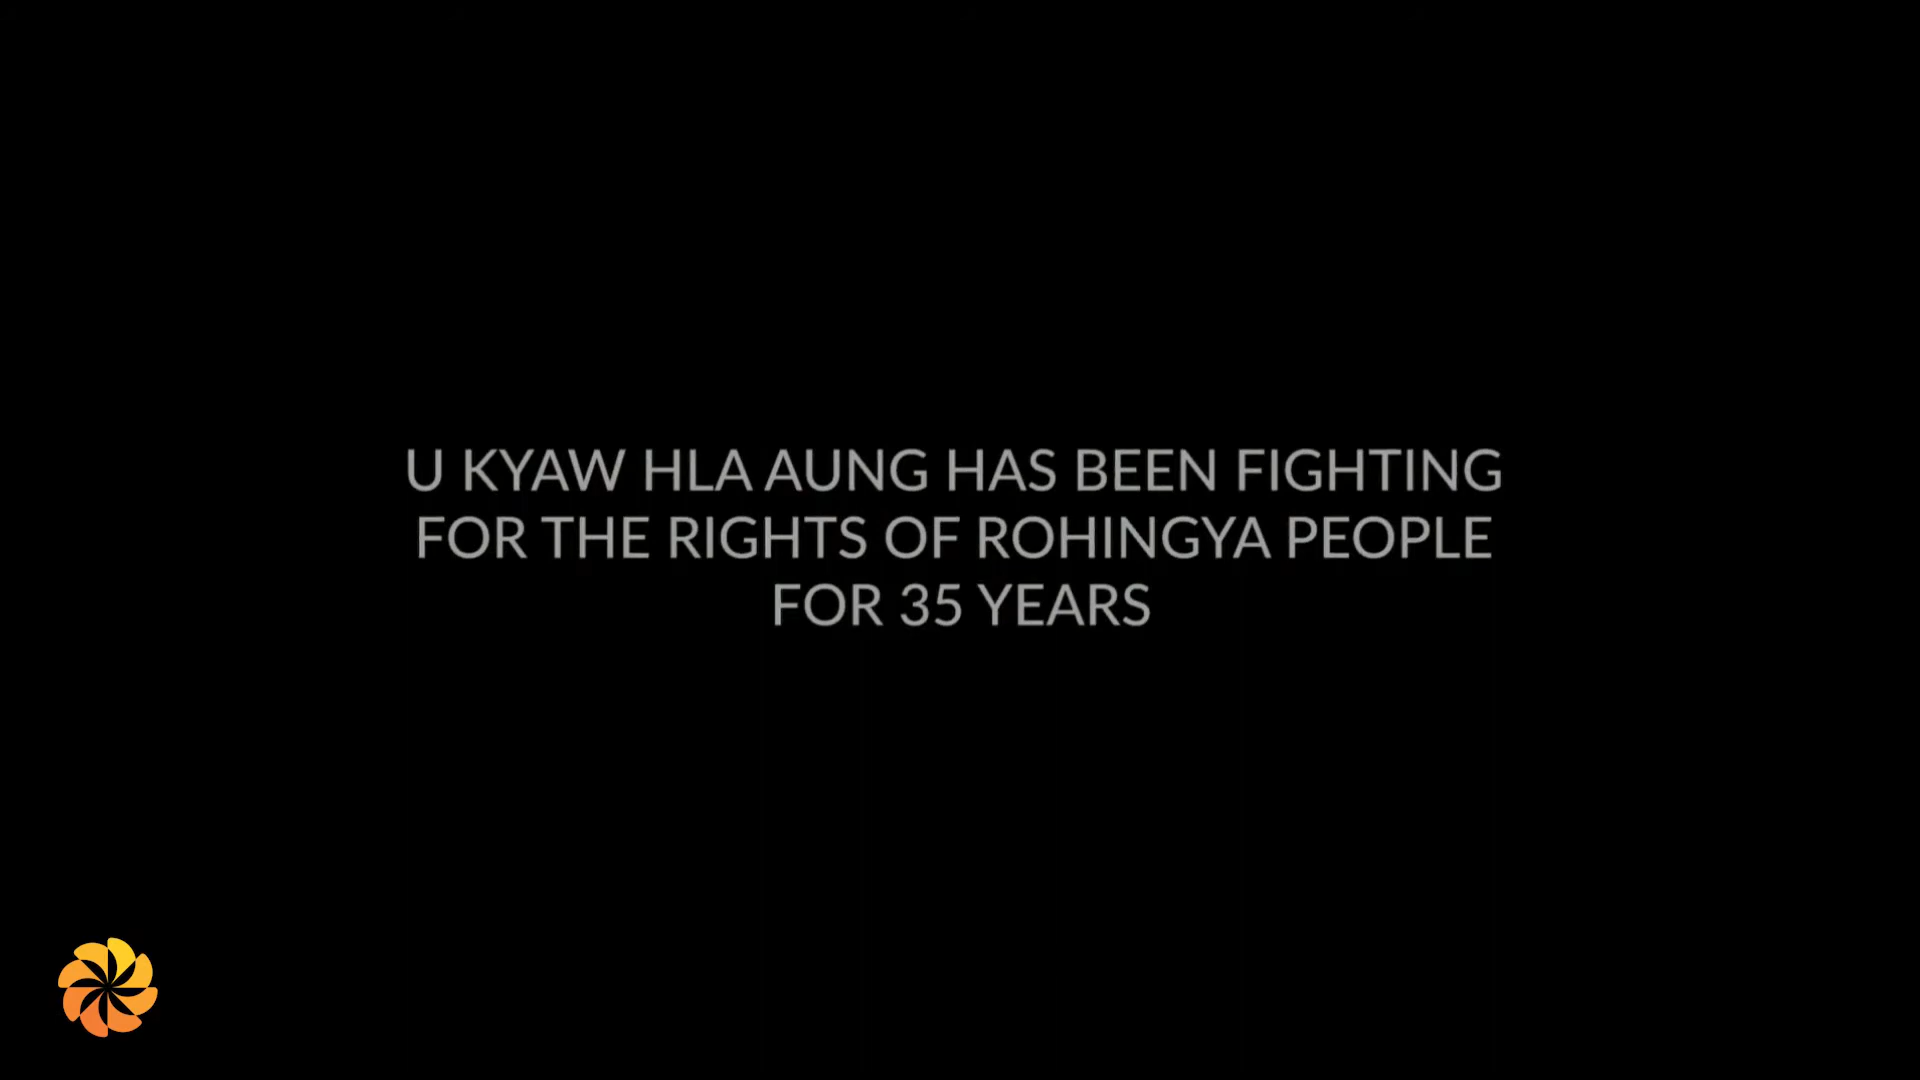 U KYAW HLA AUNG HAS BEEN FIGHTING
FOR THE RIGHTS OF ROHINGYA PEOPLE
FOR 35 YEARS